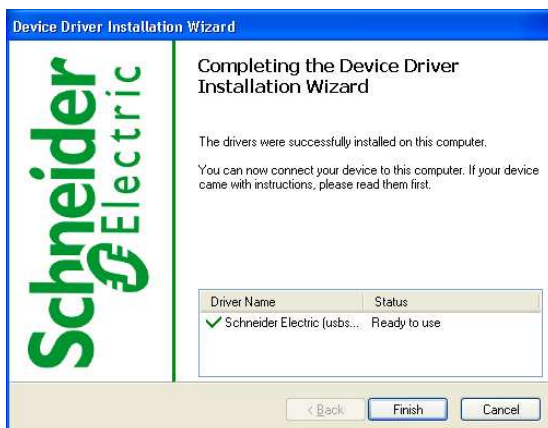 Device Driver Installation Wizard
Schneider
Electric
Completing the Device Driver
Installation Wizard
The drivers were successfully installed on this computer.
You can now connect your device to this computer. If your device
came with instructions, please read them first.
Driver Name Status
Schneider Electric (usbs... Ready to use
< Back Finish Cancel